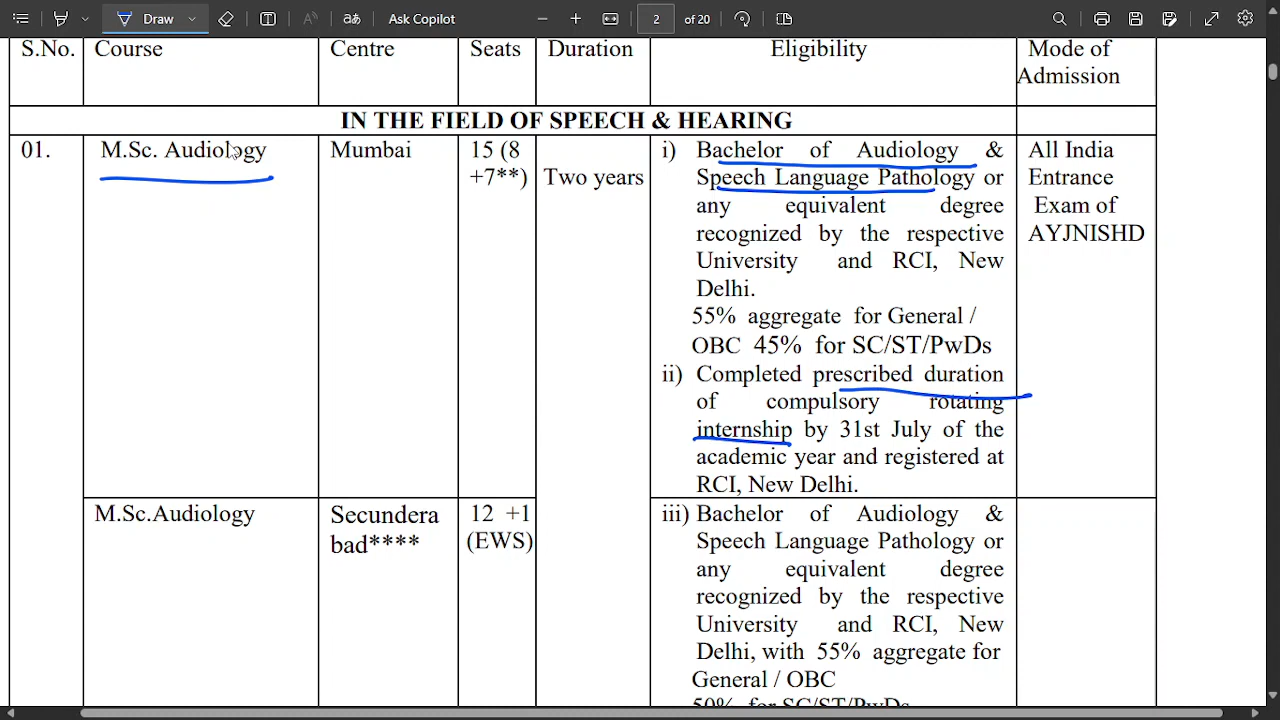 Draw
Ask Copilot
2
of 20
S.No.
Course
Centre
Seats
Duration
Eligibility
Mode of
Admission
IN THE FIELD OF SPEECH & HEARING
01.
M.Sc. Audiology
Mumbai
15 (8
+7**)
Two years
i) Bachelor of Audiology &
Speech Language Pathology or
any equivalent degree
recognized by the respective
University and RCI, New
Delhi.
55% aggregate for General /
OBC 45% for SC/ST/PwDs
ii) Completed prescribed duration
of compulsory rotating
internship by 31st July of the
academic year and registered at
RCI, New Delhi.
All India
Entrance
Exam of
AYJNISHD
M.Sc.Audiology
Secundera
bad****
12 +1
(EWS)
iii) Bachelor of Audiology &
Speech Language Pathology or
any equivalent degree
recognized by the respective
University and RCI, New
Delhi, with 55% aggregate for
General / OBC
50% for SC/ST/PwDs